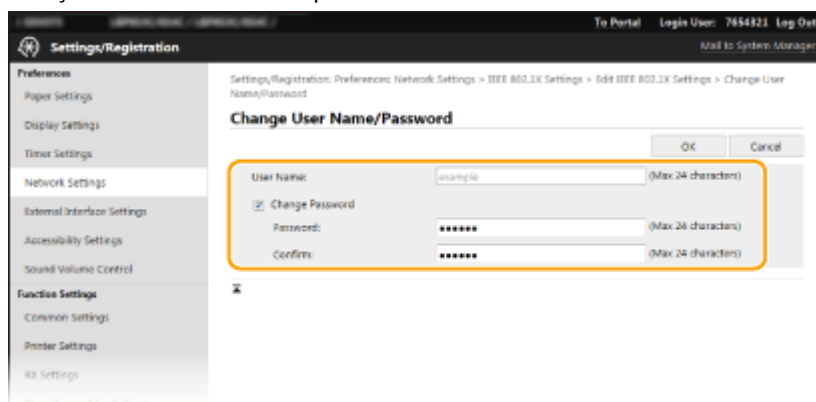 To Portal Login User: 7654321 Log Out
Settings/Registration
Mail to System Manager
Preferences
Paper Settings
Display Settings
Timer Settings
Network Settings
External Interface Settings
Accessibility Settings
Sound Volume Control
Function Settings
Common Settings
Printer Settings
RX Settings
Settings/Registration: Preferences: Network Settings > IEEE 802.1X Settings > Edit IEEE 802.1X Settings > Change User
Name/Password
Change User Name/Password
OK Cancel
User Name: example (Max 24 characters)
Change Password
Password: •••••• (Max 24 characters)
Confirm: •••••• (Max 24 characters)